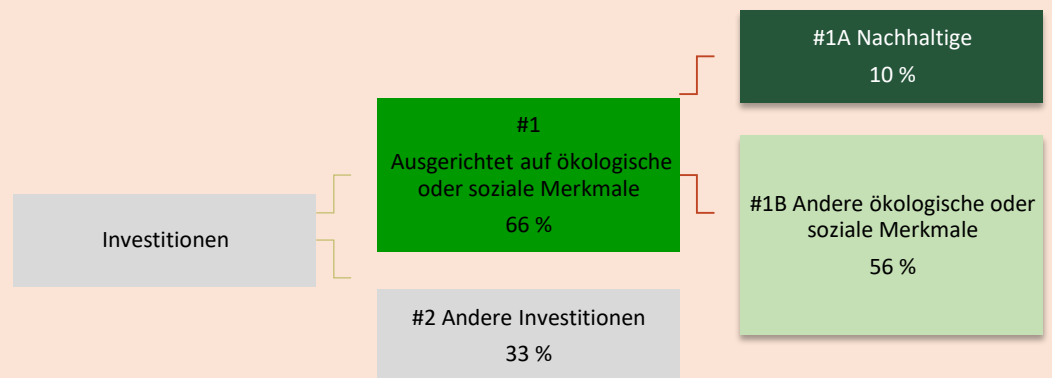 Investitionen
#1
Ausgerichtet auf ökologische
oder soziale Merkmale
66 %
#2 Andere Investitionen
33 %
#1A Nachhaltige
10 %
#1B Andere ökologische oder
soziale Merkmale
56 %